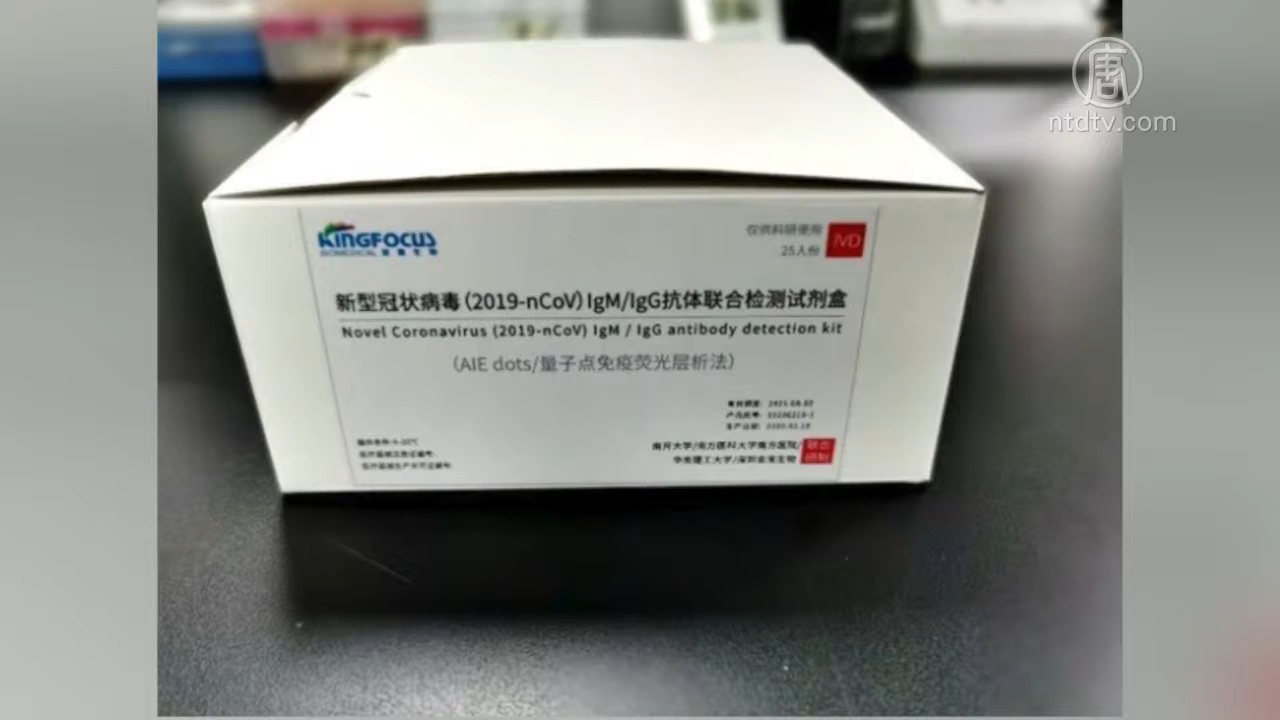 唐
ntdtv.com
KINGFOCUS
BIOMEDICAL
仅供科研使用
25人份
IVD
新型冠状病毒(2019-nCoV)IgM/IgG抗体联合检测试剂盒
Novel Coronavirus (2019-nCoV) IgM / IgG antibody detection kit
(AIE dots/量子点免疫荧光层析法)
南开大学/南方医科大学南方医院/
华南理工大学/深圳金准生物
联合
研制